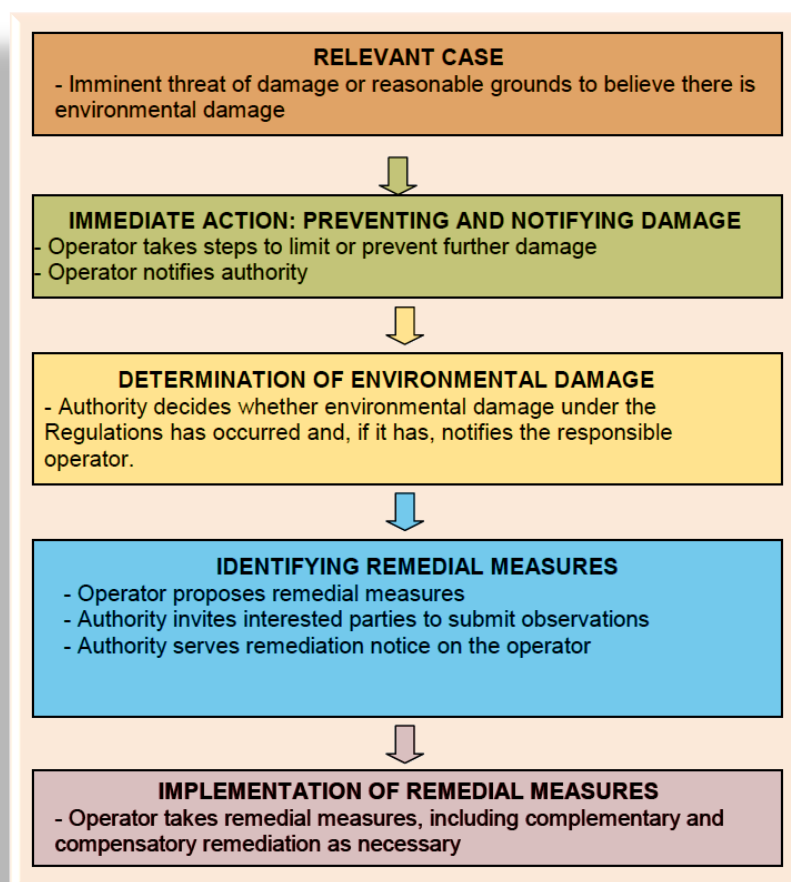 RELEVANT CASE
- Imminent threat of damage or reasonable grounds to believe there is
environmental damage
IMMEDIATE ACTION: PREVENTING AND NOTIFYING DAMAGE
- Operator takes steps to limit or prevent further damage
- Operator notifies authority
DETERMINATION OF ENVIRONMENTAL DAMAGE
- Authority decides whether environmental damage under the
Regulations has occurred and, if it has, notifies the responsible
operator.
IDENTIFYING REMEDIAL MEASURES
- Operator proposes remedial measures
- Authority invites interested parties to submit observations
- Authority serves remediation notice on the operator
IMPLEMENTATION OF REMEDIAL MEASURES
- Operator takes remedial measures, including complementary and
compensatory remediation as necessary